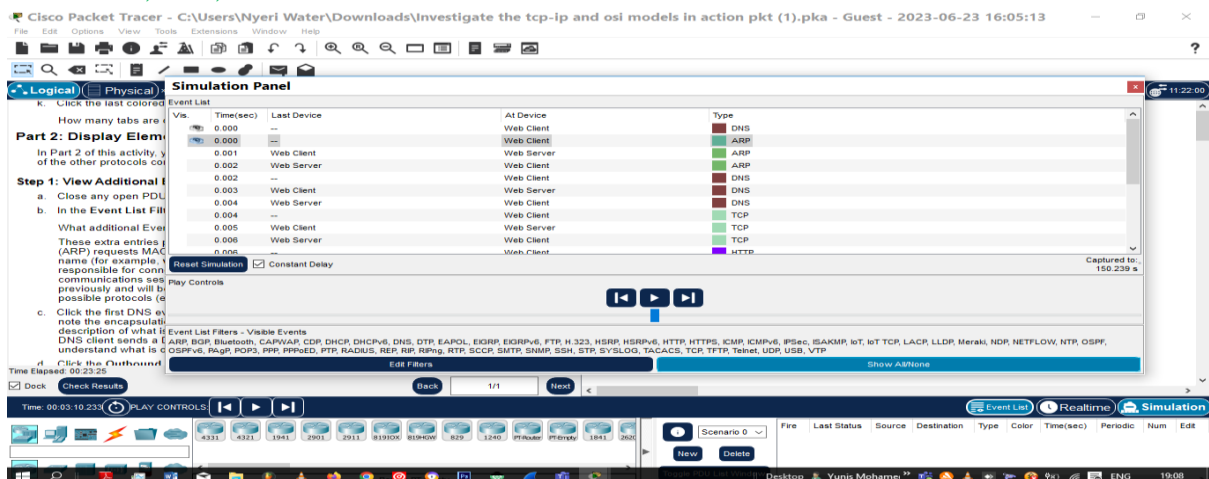 Cisco Packet Tracer - C:\Users\Nyeri Water\Downloads\Investigate the tcp-ip and osi models in action pkt (1).pka - Guest - 2023-06-23 16:05:13
File Edit Options View Tools Extensions Window Help
?
Logical Physical 11:22:00
k. Click the last colored
How many tabs are
Part 2: Display Elem
In Part 2 of this activity, y
of the other protocols co
Step 1: View Additional
a. Close any open PDU
b. In the Event List Filt
What additional Eve
These extra entries
(ARP) requests MAC
name (for example,
responsible for conn
communications ses
previously and will b
possible protocols (e
c. Click the first DNS ev
note the encapsulati
description of what i
DNS client sends a
understand what is c
d. Click the Outbound
Simulation Panel
Event List
Vis. Time(sec) Last Device At Device Type
0.000 -- Web Client DNS
0.000 -- Web Client ARP
0.001 Web Client Web Server ARP
0.002 Web Server Web Client ARP
0.002 -- Web Client DNS
0.003 Web Client Web Server DNS
0.004 Web Server Web Client DNS
0.004 -- Web Client TCP
0.005 Web Client Web Server TCP
0.006 Web Server Web Client TCP
0.006 -- Web Client HTTP
Reset Simulation Constant Delay Captured to:
150.239 s
Play Controls
Event List Filters - Visible Events
ARP, BGP, Bluetooth, CAPWAP, CDP, DHCP, DHCPv6, DNS, DTP, EAPOL, EIGRP, EIGRPv6, FTP, H.323, HSRP, HSRPv6, HTTP, HTTPS, ICMP, ICMPv6, IPSec, ISAKMP, IoT, IoT TCP, LACP, LLDP, Meraki, NDP, NETFLOW, NTP, OSPF,
OSPFv6, PAgP, POP3, PPP, PPPoED, PTP, RADIUS, REP, RIP, RIPng, RTP, SCCP, SMTP, SNMP, SSH, STP, SYSLOG, TACACS, TCP, TFTP, Telnet, UDP, USB, VTP
Edit Filters Show All/None
Time Elapsed: 00:23:25
Dock Check Results Back 1/1 Next
Time: 00:03:10.233 PLAY CONTROLS: Event List Realtime Simulation
4331 4321 1941 2901 2911 819IOX 819HGW 829 1240 PT-Router PT-Empty 1841 2620
Scenario 0
New Delete
Fire Last Status Source Destination Type Color Time(sec) Periodic Num Edit
Desktop Yunis Mohame ENG 19:08